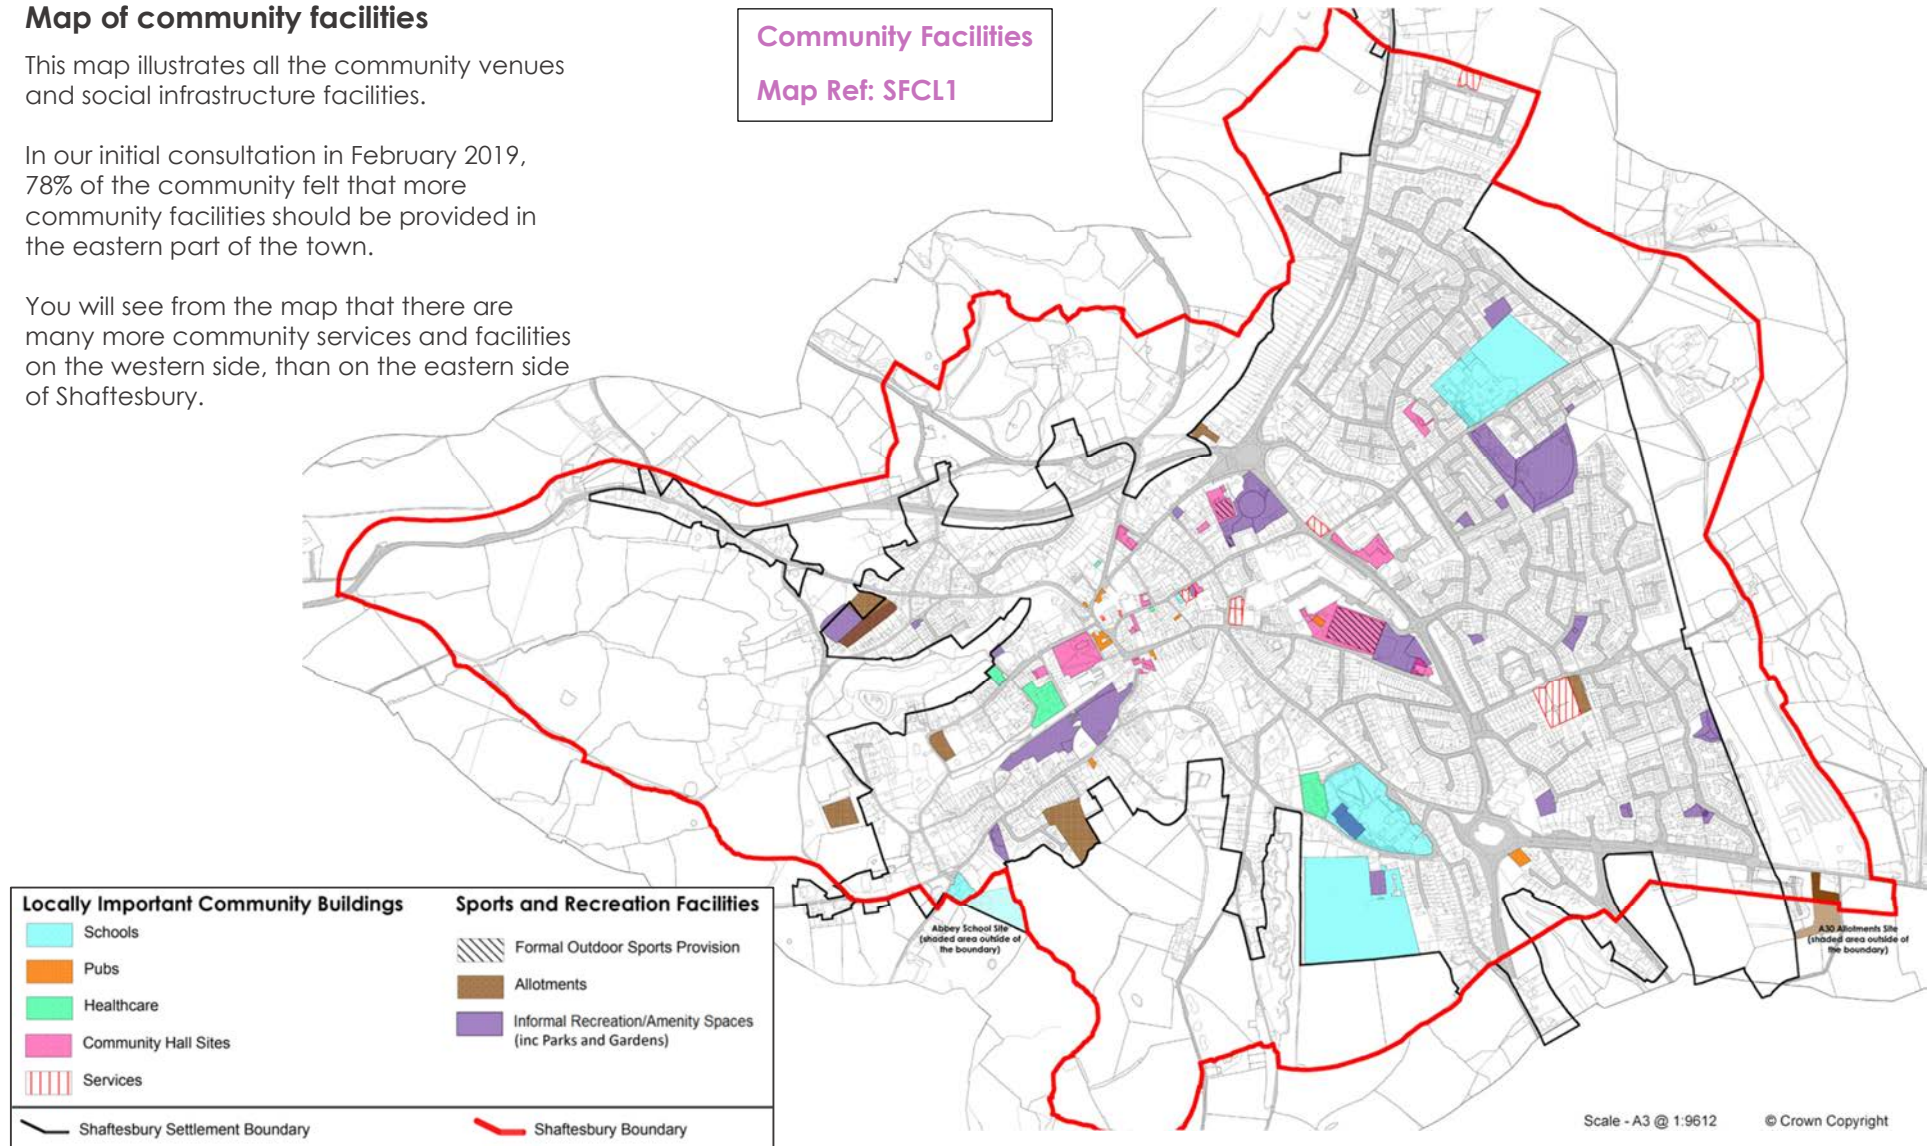 Map of community facilities
This map illustrates all the community venues
and social infrastructure facilities.
In our initial consultation in February 2019,
78% of the community felt that more
community facilities should be provided in
the eastern part of the town.
You will see from the map that there are
many more community services and facilities
on the western side, than on the eastern side
of Shaftesbury.
Community Facilities
Map Ref: SFCL1
Abbey School Site
(shaded area outside of
the boundary)
A30 Allotments Site
(shaded area outside of
the boundary)
Locally Important Community Buildings
Schools
Pubs
Healthcare
Community Hall Sites
Services
Sports and Recreation Facilities
Formal Outdoor Sports Provision
Allotments
Informal Recreation/Amenity Spaces
(inc Parks and Gardens)
Shaftesbury Settlement Boundary
Shaftesbury Boundary
Scale - A3 @ 1:9612
© Crown Copyright